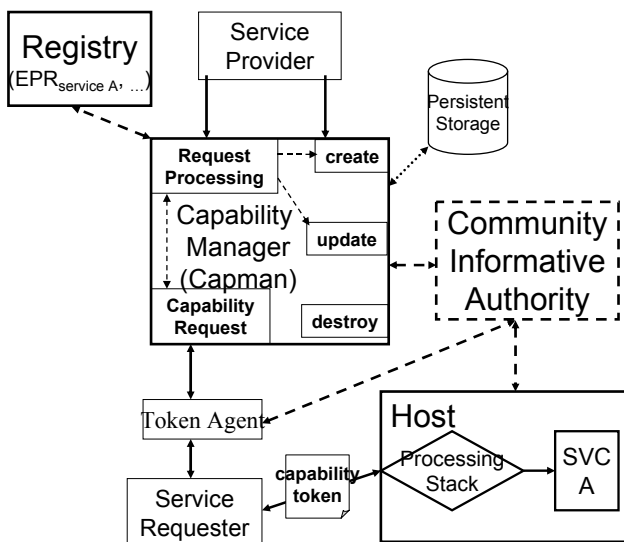 Registry
(EPRservice A, ...)
Service
Provider
Persistent
Storage
Request
Processing
create
Capability
Manager
(Capman)
update
Community
Informative
Authority
Capability
Request
destroy
Token Agent
Host
capability
token
Processing
Stack
SVC
A
Service
Requester